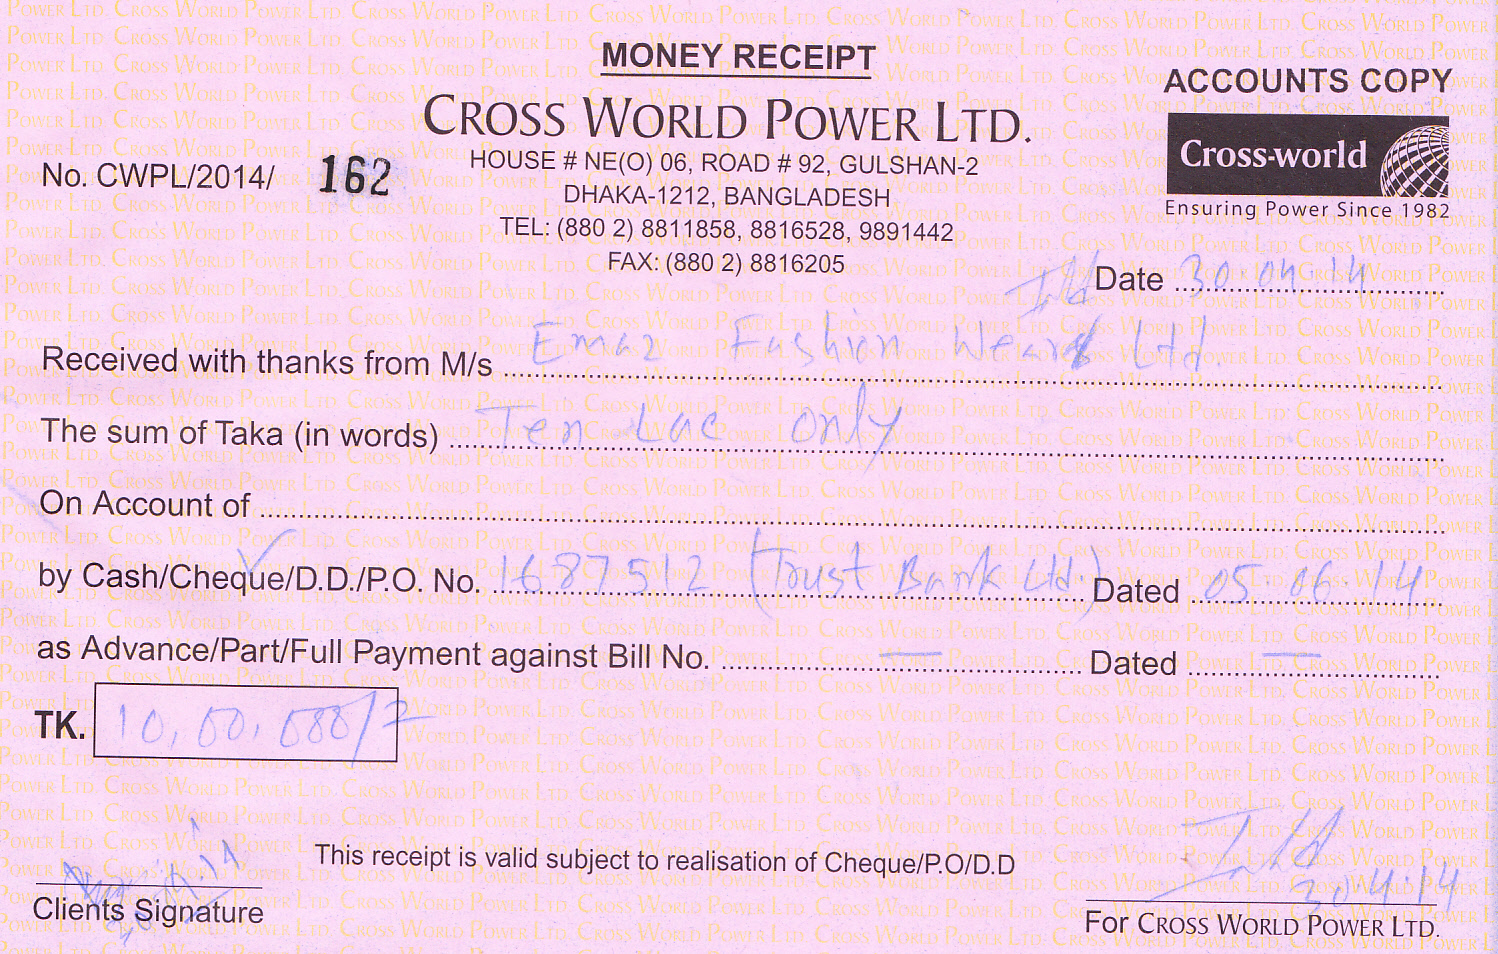 MONEY RECEIPT
ACCOUNTS COPY
CROSS WORLD POWER LTD.
Cross-world
Ensuring Power Since 1982
No. CWPL/2014/ 162
HOUSE # NE(O) 06, ROAD # 92, GULSHAN-2
DHAKA-1212, BANGLADESH
TEL: (880 2) 8811858, 8816528, 9891442
FAX: (880 2) 8816205
Date 30.04.14
Received with thanks from M/s Emaz Fashion Wears Ltd.
The sum of Taka (in words) Ten Lac only
On Account of
by Cash/Cheque/D.D./P.O. No. 1687512 (Trust Bank Ltd.) Dated 05.06.14
as Advance/Part/Full Payment against Bill No. — Dated —
TK. 10,00,000/=
This receipt is valid subject to realisation of Cheque/P.O/D.D
Clients Signature
30.4.14
For CROSS WORLD POWER LTD.